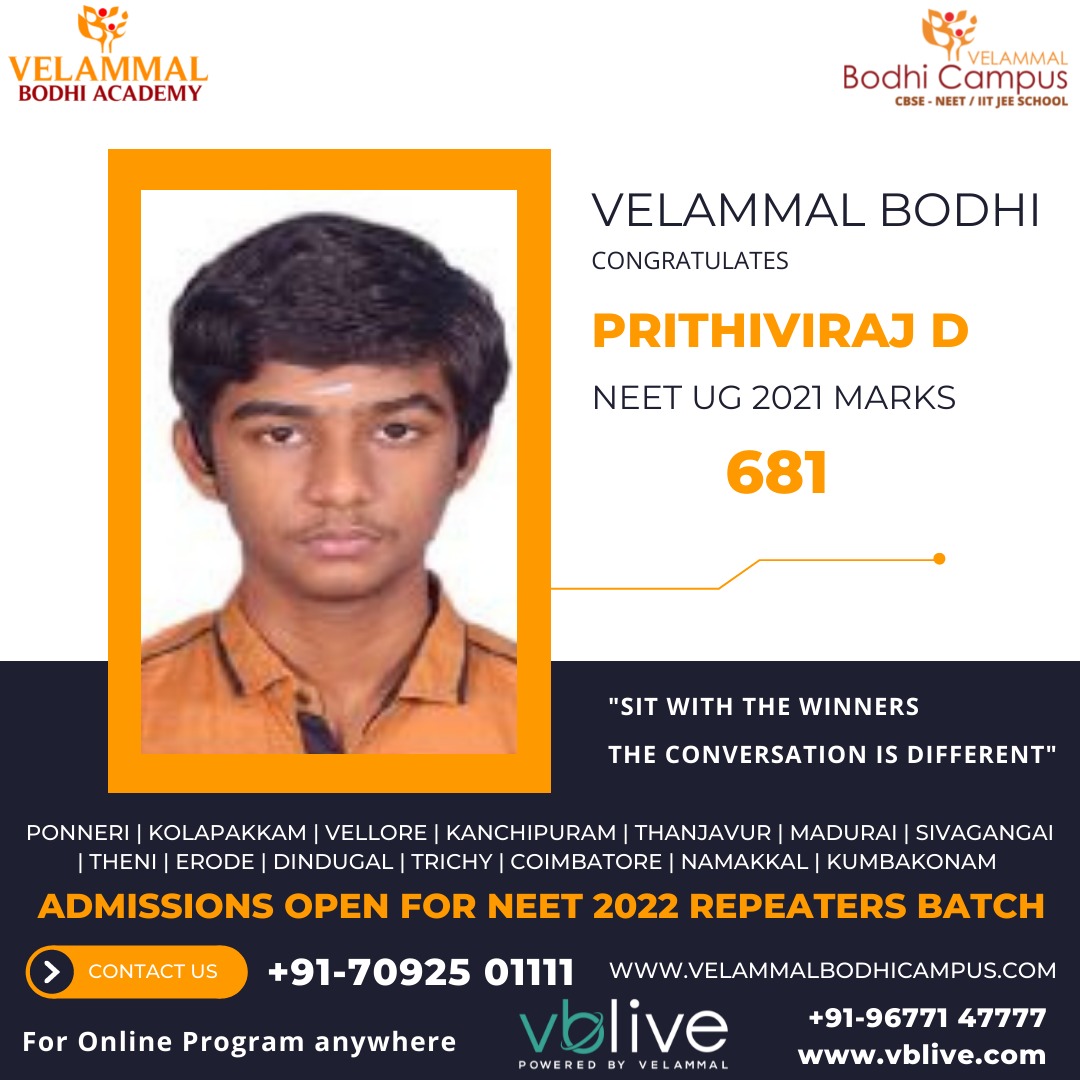 VELAMMAL
BODHI ACADEMY
VELAMMAL
Bodhi Campus
CBSE - NEET / IIT JEE SCHOOL
VELAMMAL BODHI
CONGRATULATES
PRITHIVIRAJ D
NEET UG 2021 MARKS
681
"SIT WITH THE WINNERS
THE CONVERSATION IS DIFFERENT"
PONNERI | KOLAPAKKAM | VELLORE | KANCHIPURAM | THANJAVUR | MADURAI | SIVAGANGAI
| THENI | ERODE | DINDUGAL | TRICHY | COIMBATORE | NAMAKKAL | KUMBAKONAM
ADMISSIONS OPEN FOR NEET 2022 REPEATERS BATCH
CONTACT US
+91-70925 01111
WWW.VELAMMALBODHICAMPUS.COM
For Online Program anywhere
vblive
POWERED BY VELAMMAL
+91-96771 47777
www.vblive.com